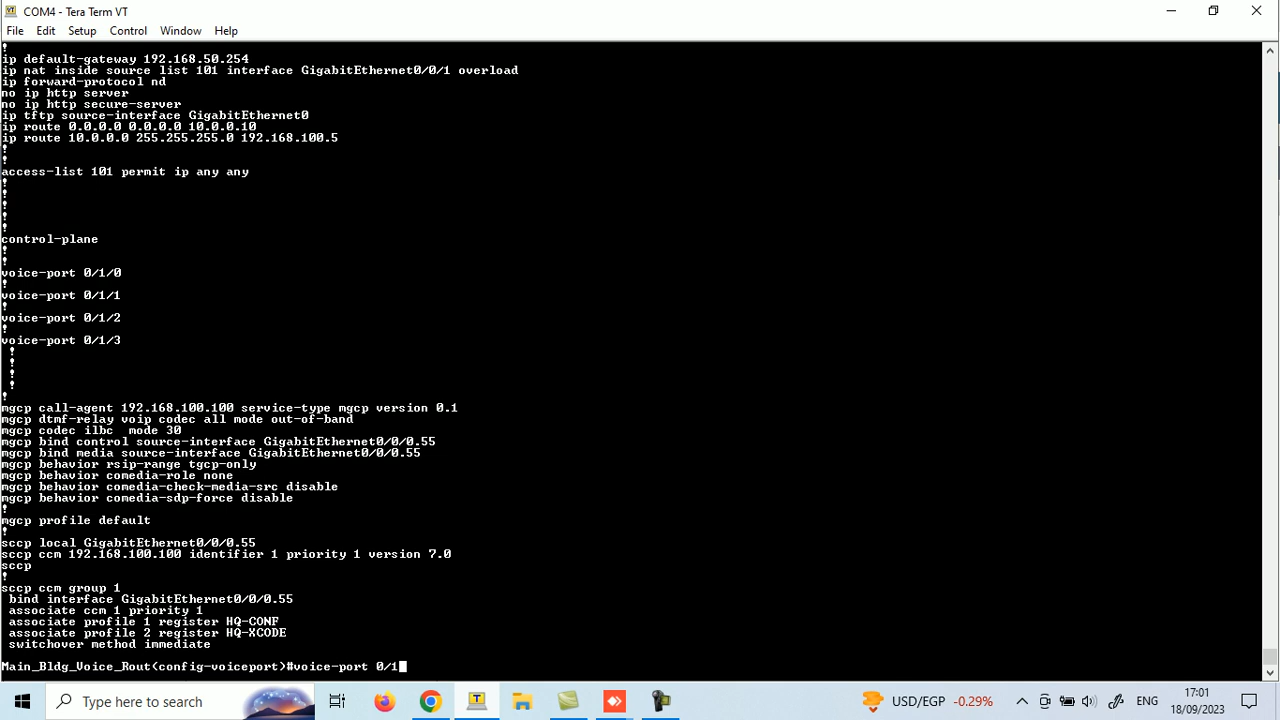 COM4 - Tera Term VT
File Edit Setup Control Window Help
!
ip default-gateway 192.168.50.254
ip nat inside source list 101 interface GigabitEthernet0/0/1 overload
ip forward-protocol nd
no ip http server
no ip http secure-server
ip tftp source-interface GigabitEthernet0
ip route 0.0.0.0 0.0.0.0 10.0.0.10
ip route 10.0.0.0 255.255.255.0 192.168.100.5
!
!
access-list 101 permit ip any any
!
!
!
!
!
control-plane
!
!
voice-port 0/1/0
!
voice-port 0/1/1
!
voice-port 0/1/2
!
voice-port 0/1/3
!
!
!
!
!
mgcp call-agent 192.168.100.100 service-type mgcp version 0.1
mgcp dtmf-relay voip codec all mode out-of-band
mgcp codec ilbc  mode 30
mgcp bind control source-interface GigabitEthernet0/0/0.55
mgcp bind media source-interface GigabitEthernet0/0/0.55
mgcp behavior rsip-range tgcp-only
mgcp behavior comedia-role none
mgcp behavior comedia-check-media-src disable
mgcp behavior comedia-sdp-force disable
!
mgcp profile default
!
sccp local GigabitEthernet0/0/0.55
sccp ccm 192.168.100.100 identifier 1 priority 1 version 7.0
sccp
!
sccp ccm group 1
bind interface GigabitEthernet0/0/0.55
associate ccm 1 priority 1
associate profile 1 register HQ-CONF
associate profile 2 register HQ-XCODE
switchover method immediate
Main_Bldg_Voice_Rout(config-voiceport)#voice-port 0/1
Type here to search
USD/EGP -0.29%
ENG
17:01
18/09/2023